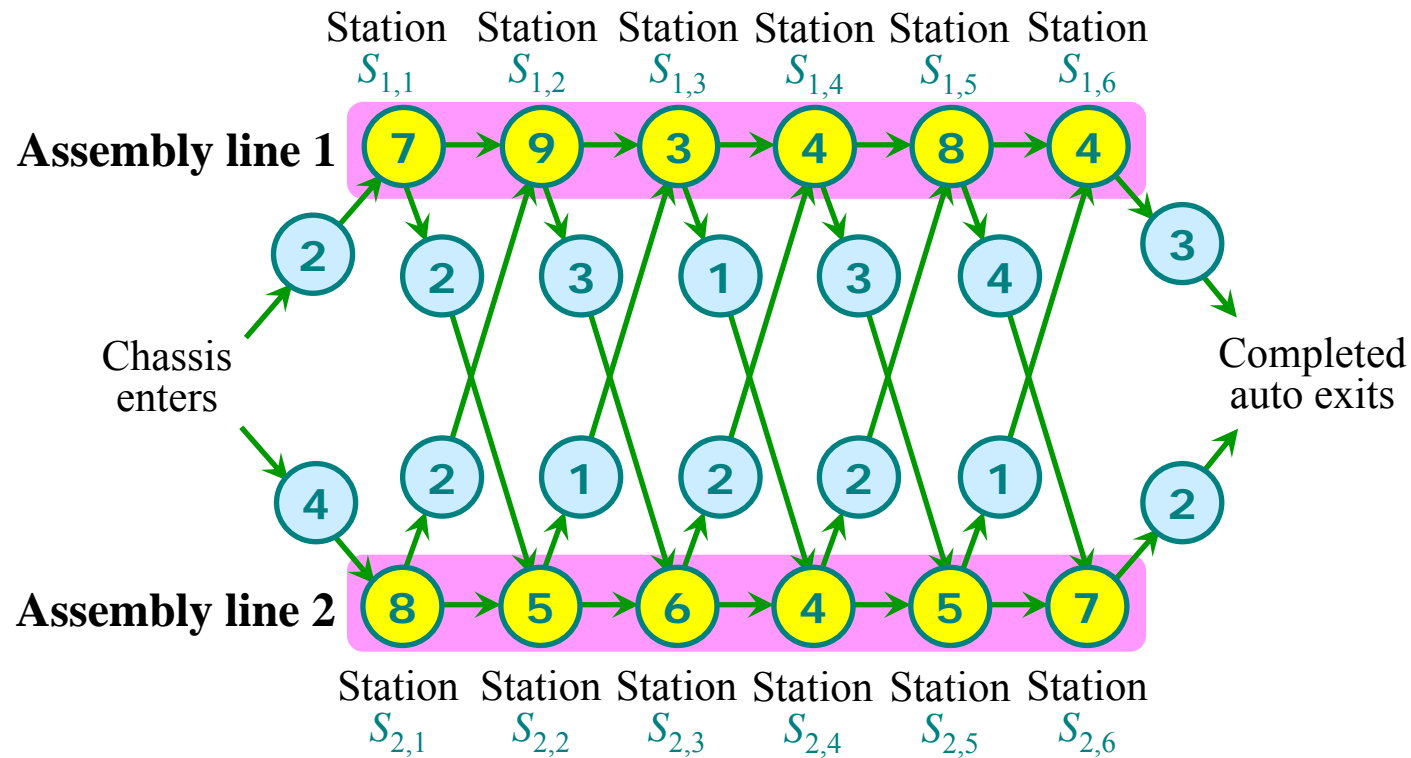 Station Station Station Station Station Station
S1,1 S1,2 S1,3 S1,4 S1,5 S1,6
Assembly line 1 7 9 3 4 8 4
2 2 3 1 3 4 3
Chassis
enters
Completed
auto exits
4 2 1 2 2 1 2
Assembly line 2 8 5 6 4 5 7
Station Station Station Station Station Station
S2,1 S2,2 S2,3 S2,4 S2,5 S2,6